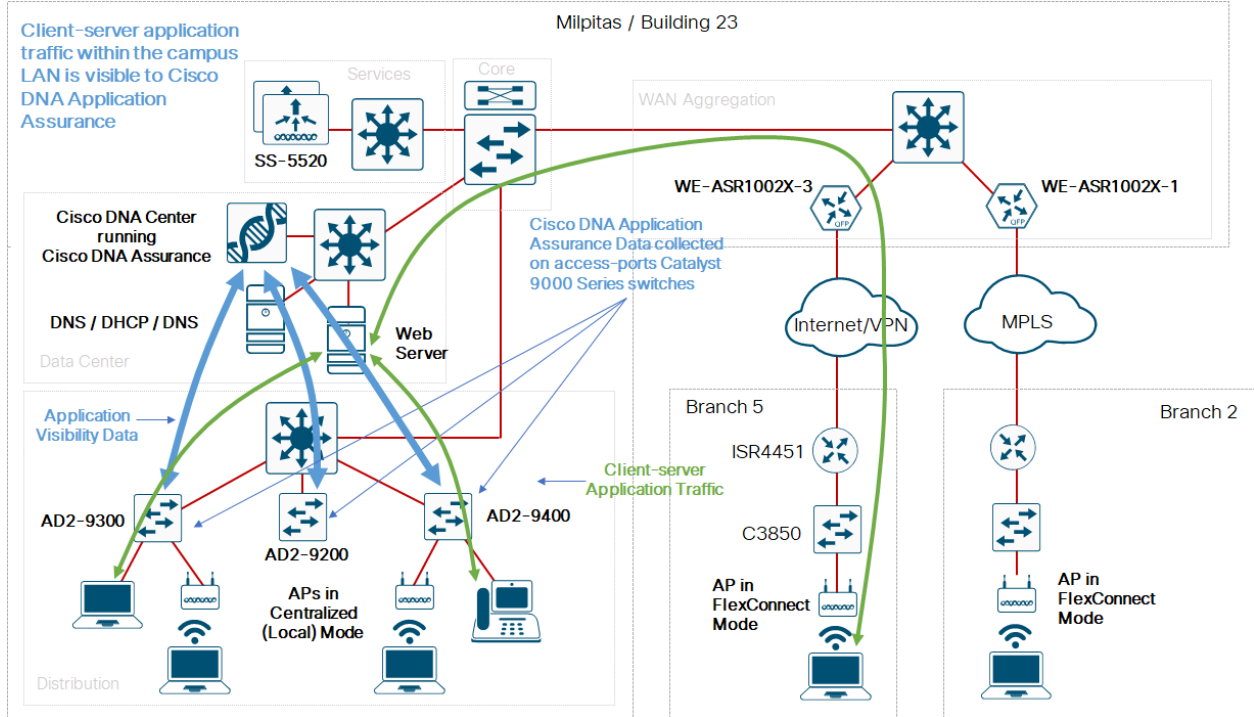 Milpitas / Building 23
Client-server application
traffic within the campus
LAN is visible to Cisco
DNA Application
Assurance
Services
Core
WAN Aggregation
SS-5520
WE-ASR1002X-3
WE-ASR1002X-1
QFP
QFP
Cisco DNA Center
running
Cisco DNA Assurance
Cisco DNA Application
Assurance Data collected
on access-ports Catalyst
9000 Series switches
DNS / DHCP / DNS
Web
Server
Data Center
Internet/VPN
MPLS
Branch 5
Branch 2
Application
Visibility Data
ISR4451
Client-server
Application Traffic
AD2-9300
AD2-9200
AD2-9400
C3850
APs in
Centralized
(Local) Mode
AP in
FlexConnect
Mode
AP in
FlexConnect
Mode
Distribution